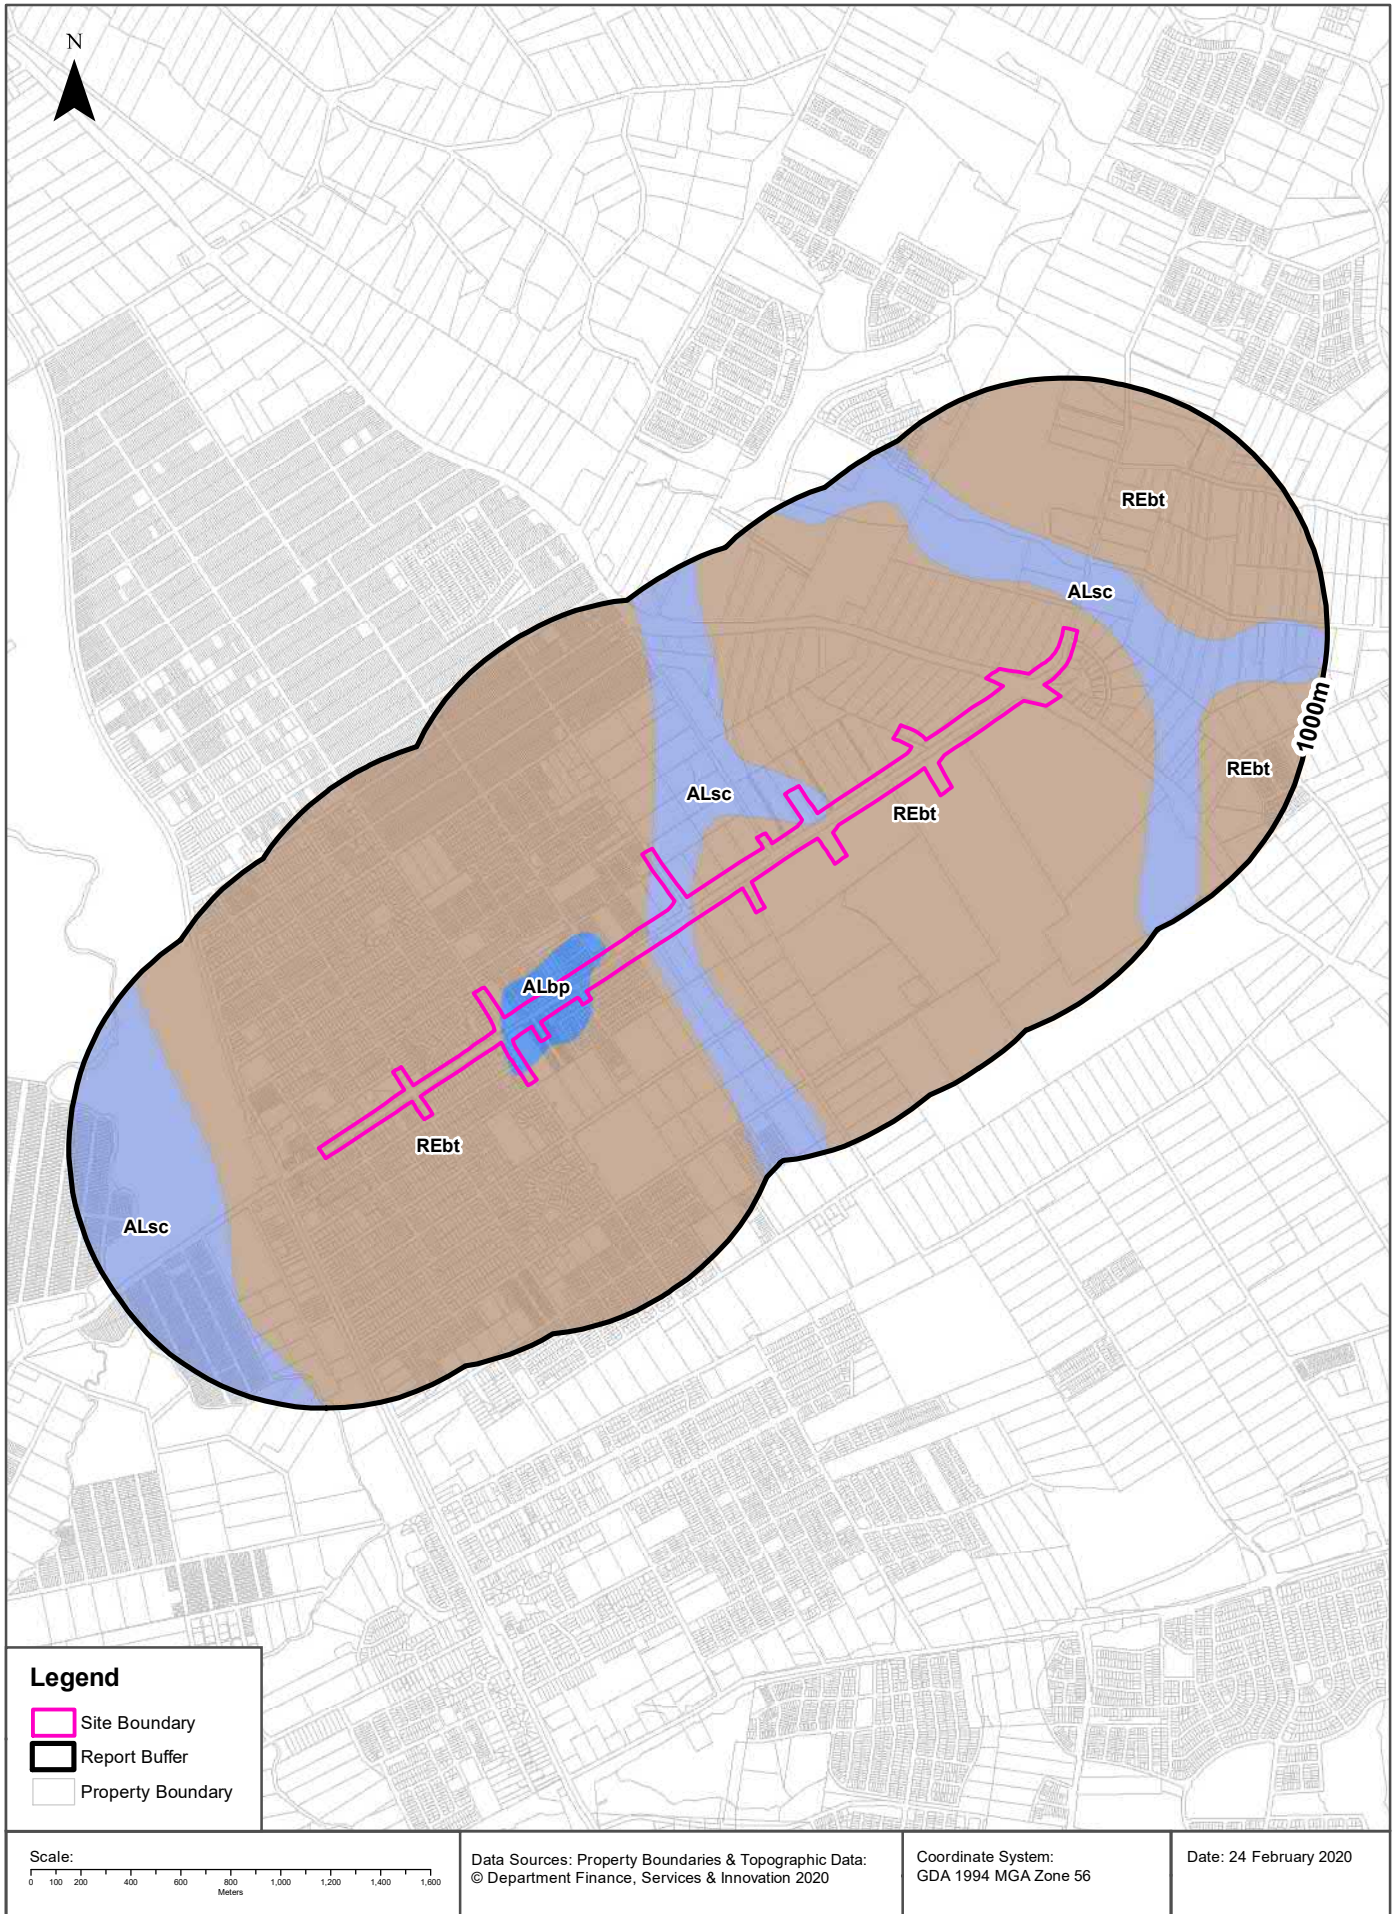 N
REbt
ALsc
1000m
REbt
ALsc
REbt
ALbp
REbt
ALsc
Legend
Site Boundary
Report Buffer
Property Boundary
Scale:
0 100 200 400 600 800 1,000 1,200 1,400 1,600
Meters
Data Sources: Property Boundaries & Topographic Data:
© Department Finance, Services & Innovation 2020
Coordinate System:
GDA 1994 MGA Zone 56
Date: 24 February 2020